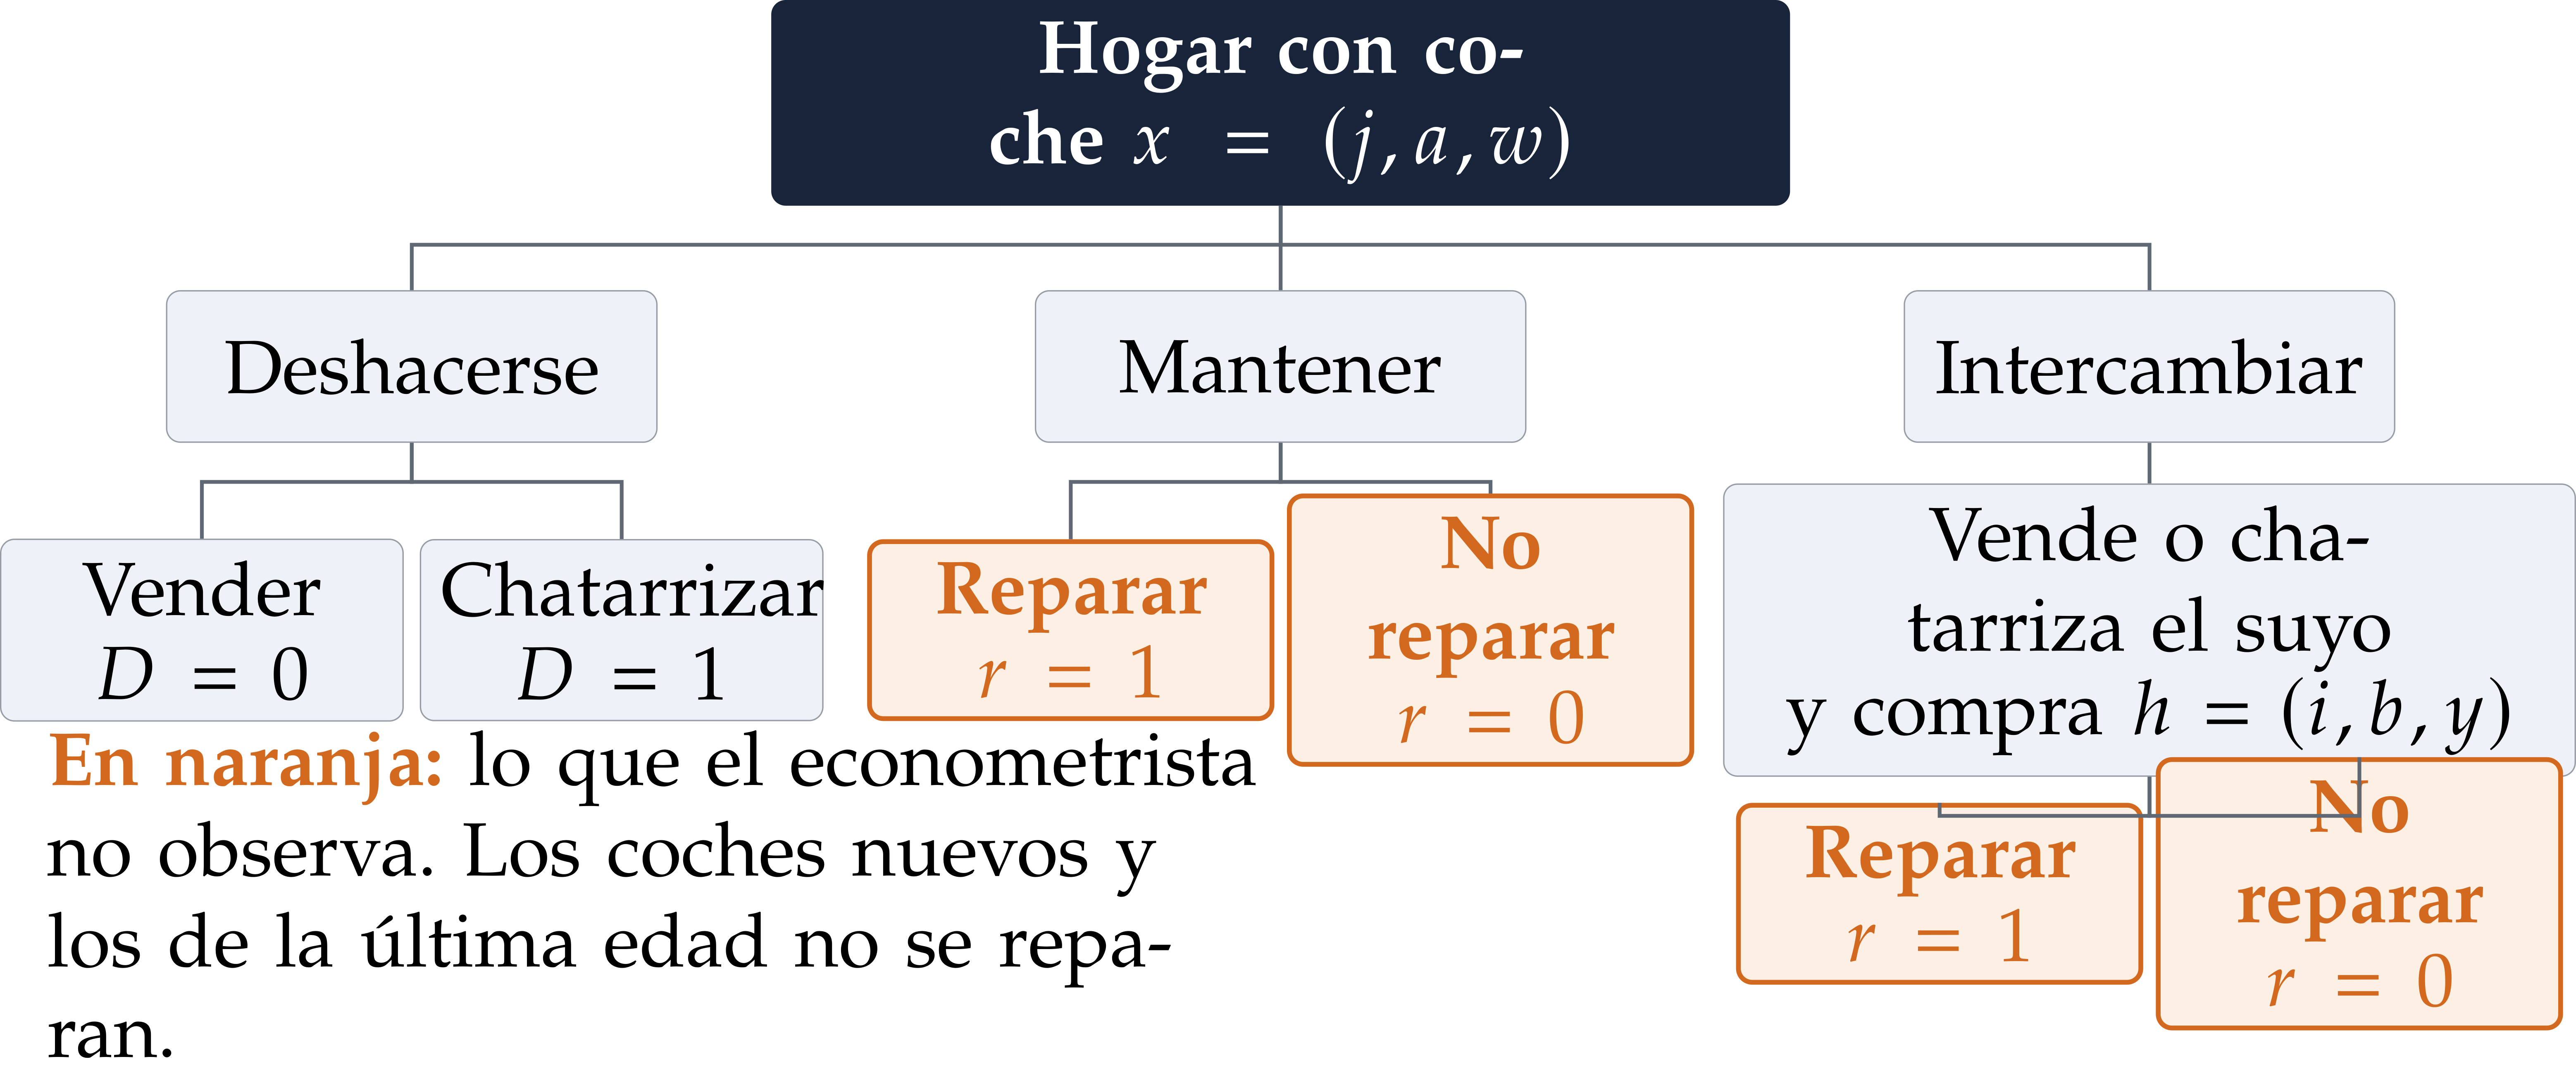 Hogar con co-
che x = (j, a, w)
Deshacerse
Mantener
Intercambiar
Vender
D = 0
Chatarrizar
D = 1
Reparar
r = 1
No
reparar
r = 0
Vende o cha-
tarriza el suyo
y compra h = (i, b, y)
Reparar
r = 1
No
reparar
r = 0
En naranja: lo que el econometrista
no observa. Los coches nuevos y
los de la última edad no se repa-
ran.